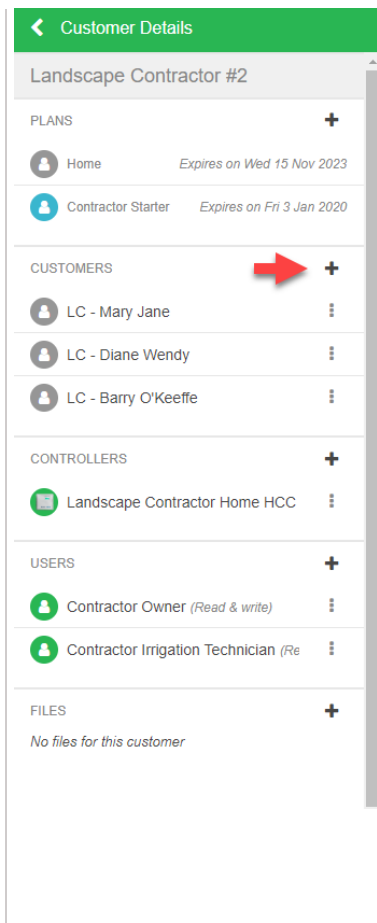 Customer Details
Landscape Contractor #2
PLANS
Home Expires on Wed 15 Nov 2023
Contractor Starter Expires on Fri 3 Jan 2020
CUSTOMERS
LC - Mary Jane
LC - Diane Wendy
LC - Barry O'Keeffe
CONTROLLERS
Landscape Contractor Home HCC
USERS
Contractor Owner (Read & write)
Contractor Irrigation Technician (Re
FILES
No files for this customer